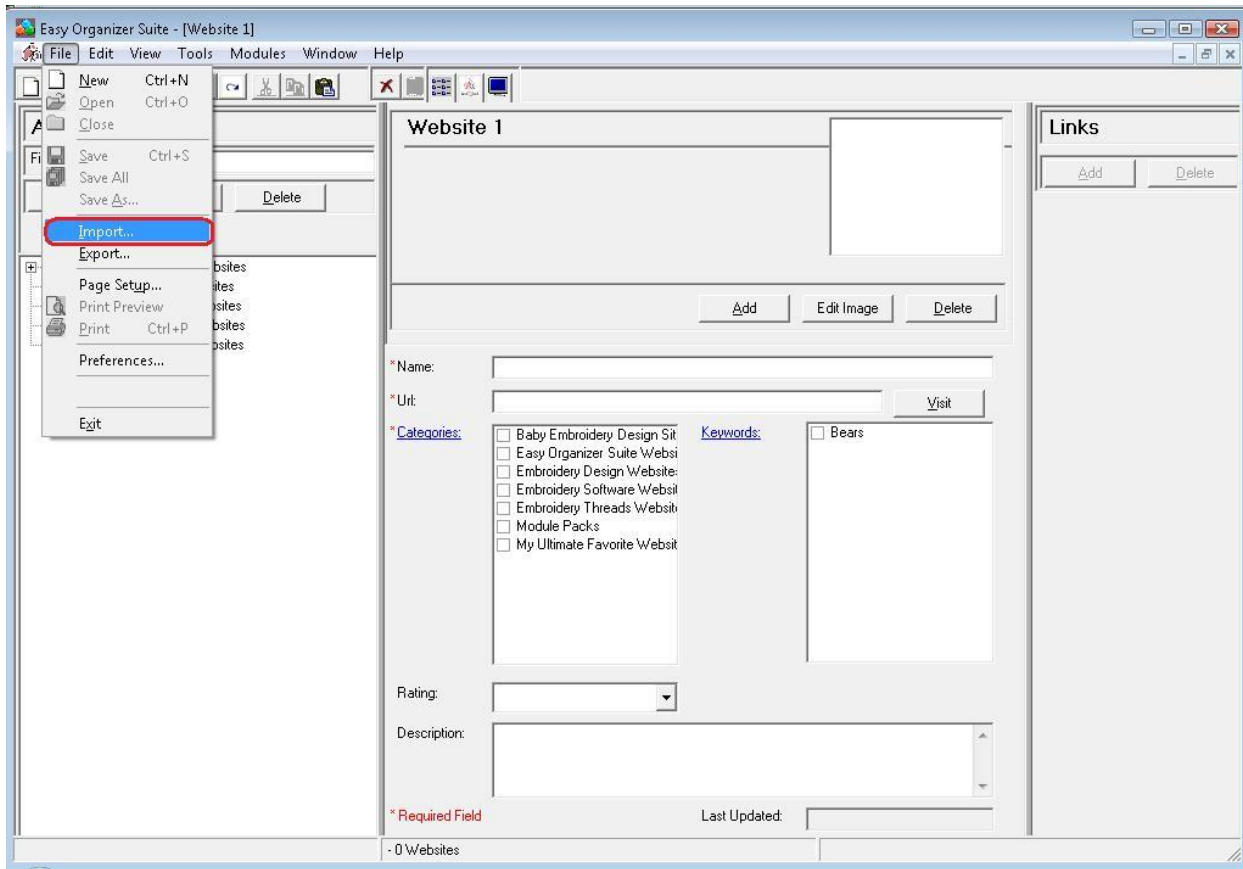 Easy Organizer Suite - [Website 1]
File Edit View Tools Modules Window Help
New Ctrl+N
Open Ctrl+O
Close
Save Ctrl+S
Save All
Save As...
Import...
Export...
Page Setup...
Print Preview
Print Ctrl+P
Preferences...
Exit
A
Fi
Delete
bsites
ites
bsites
bsites
bsites
Website 1
Add Edit Image Delete
*Name:
*Url: Visit
*Categories:
Baby Embroidery Design Sit
Easy Organizer Suite Websi
Embroidery Design Website
Embroidery Software Websit
Embroidery Threads Websit
Module Packs
My Ultimate Favorite Websit
Keywords:
Bears
Rating:
Description:
*Required Field Last Updated:
- 0 Websites
Links
Add Delete